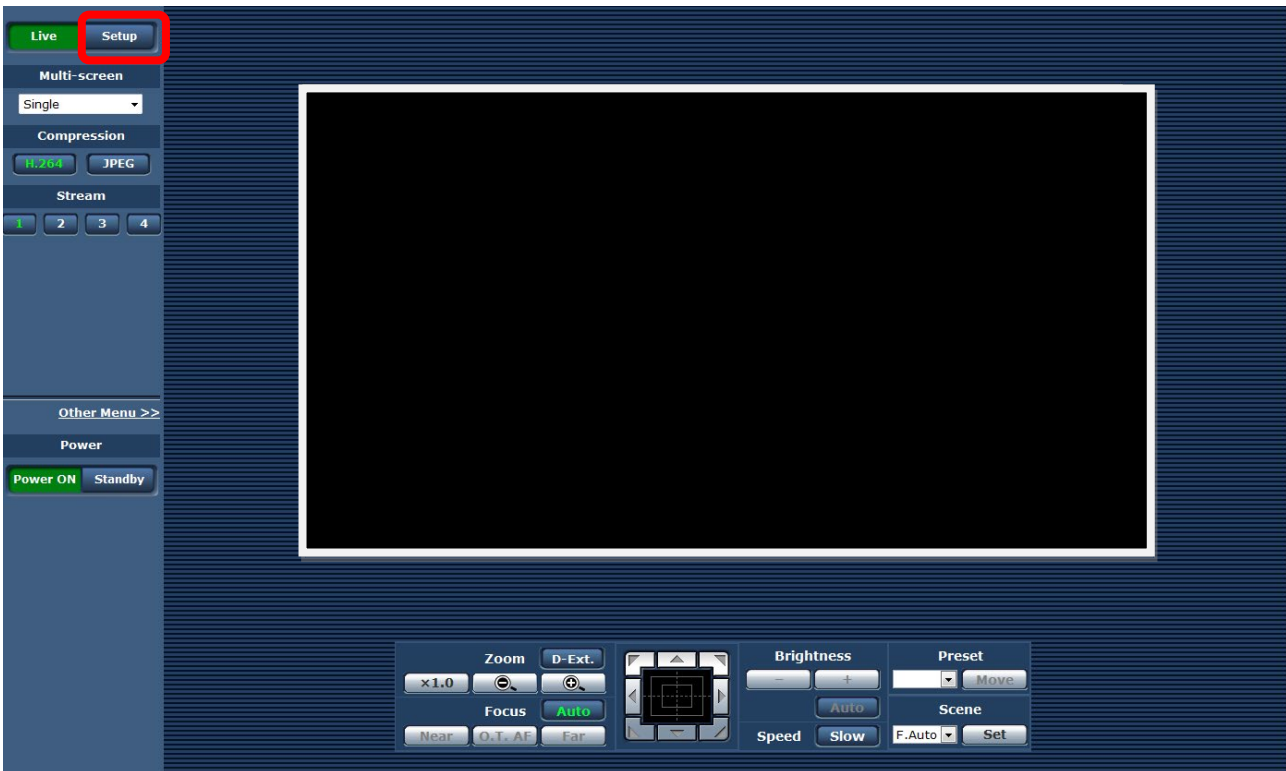 Live Setup
Multi-screen
Single
Compression
H.264 JPEG
Stream
1 2 3 4
Other Menu >>
Power
Power ON Standby
Zoom D-Ext.
×1.0
Focus Auto
Near O.T. AF Far
Brightness
- +
Auto
Speed Slow
Preset
Move
Scene
F.Auto Set